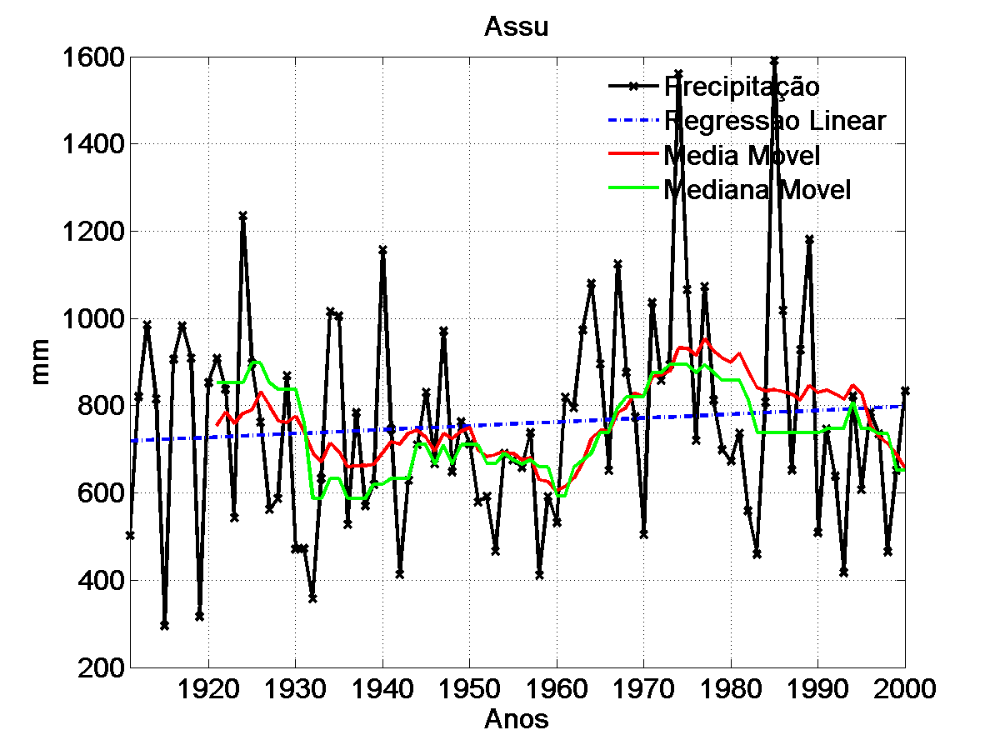 Assu
1600
1400
1200
1000
800
600
400
200
mm
Precipitação
Regressao Linear
Media Movel
Mediana Movel
1920 1930 1940 1950 1960 1970 1980 1990 2000
Anos